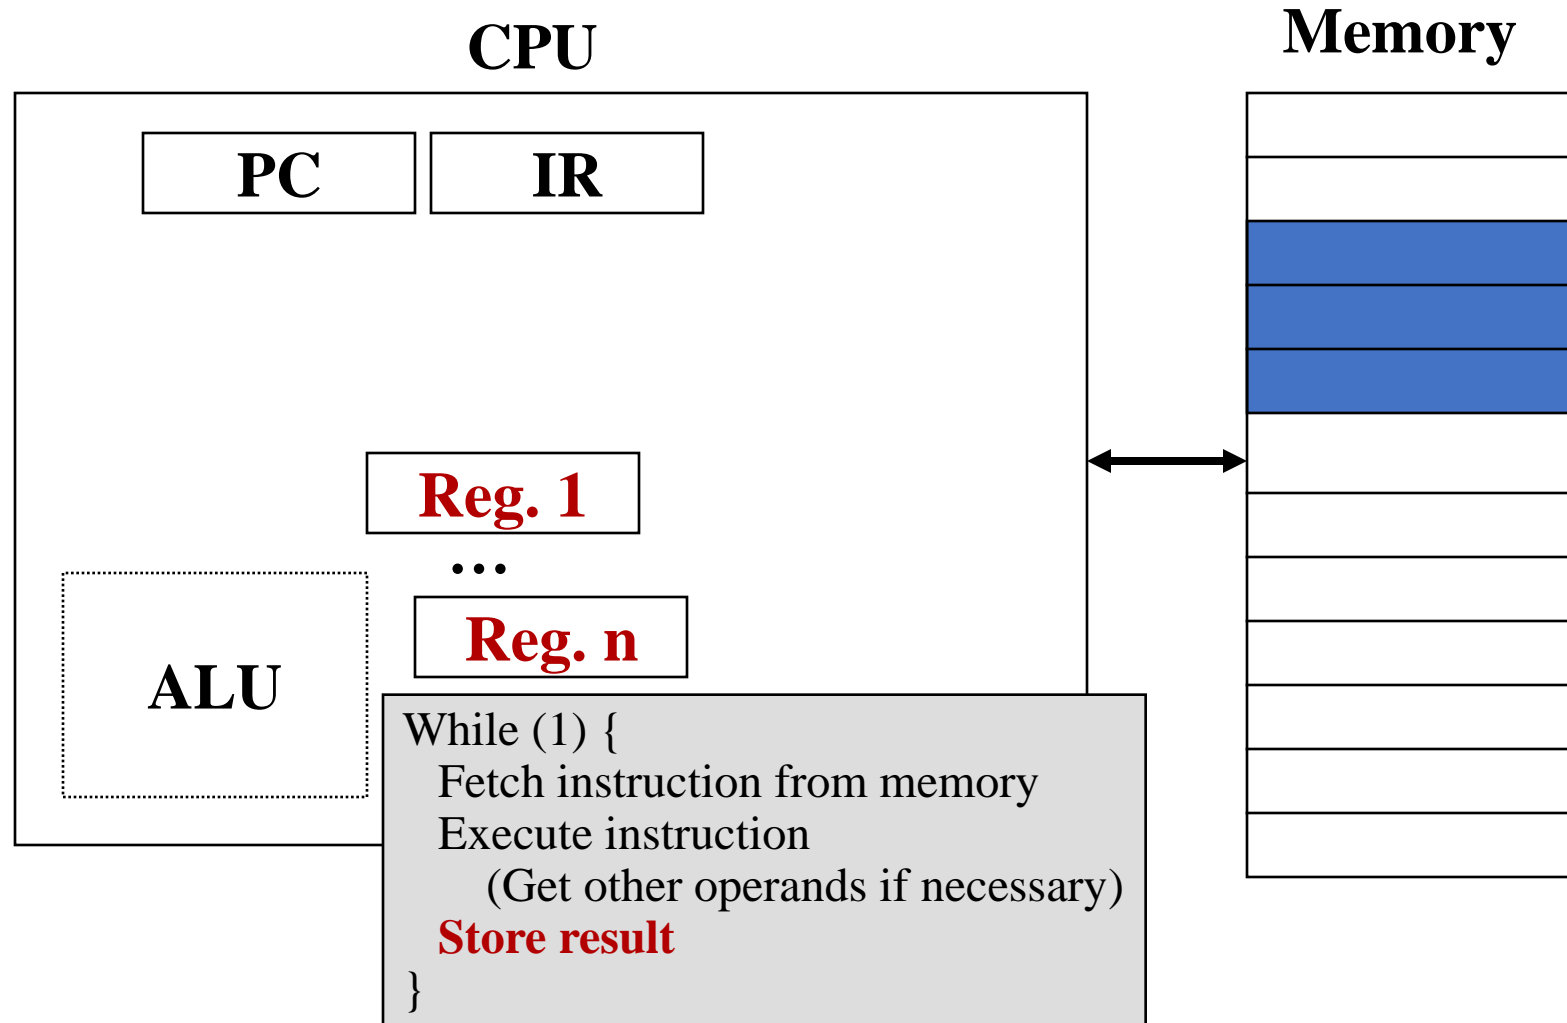 CPU
Memory
PC
IR
Reg. 1
...
Reg. n
ALU
While (1) {
Fetch instruction from memory
Execute instruction
(Get other operands if necessary)
Store result
}